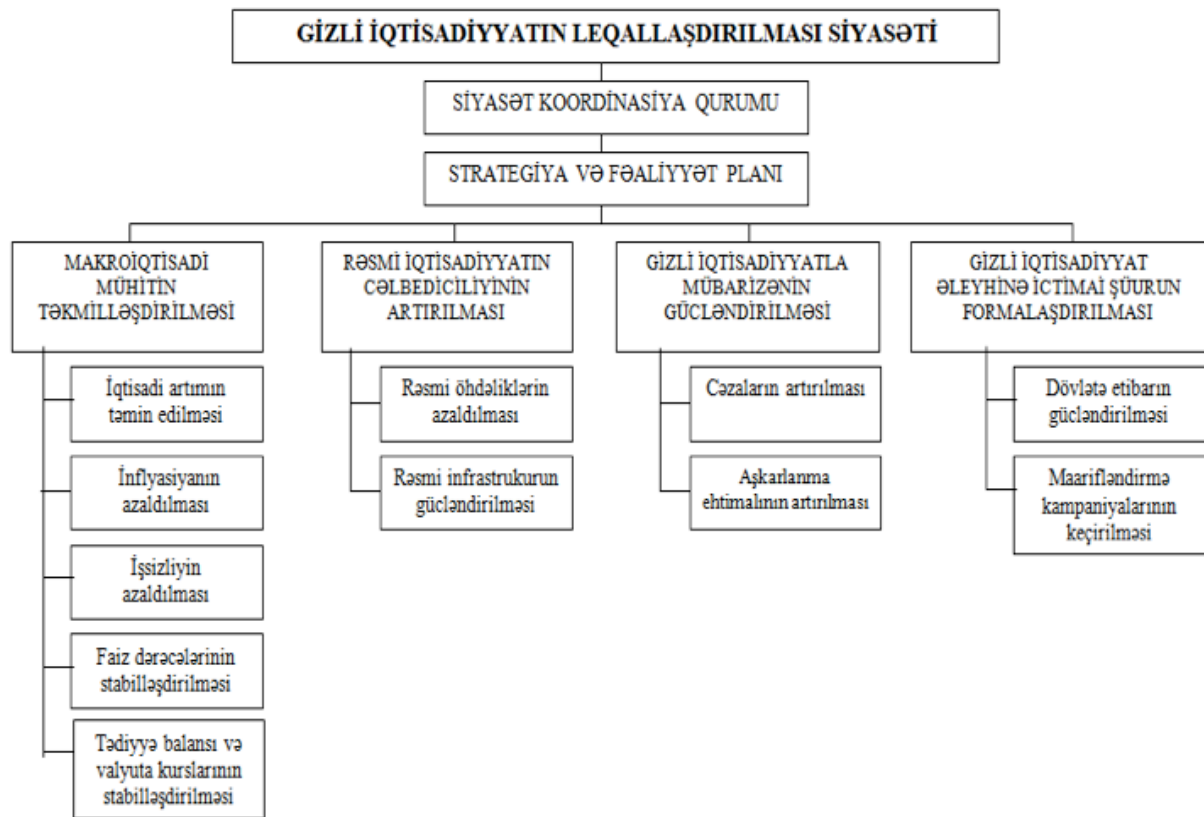 GİZLİ İQTİSADİYYATIN LEQALLAŞDIRILMASI SİYASƏTİ
SİYASƏT KOORDİNASİYA QURUMU
STRATEGİYA VƏ FƏALİYYƏT PLANI
MAKROİQTİSADİ
MÜHİTİN
TƏKMİLLƏŞDİRİLMƏSİ
İqtisadi artımın
təmin edilməsi
İnflyasiyanın
azaldılması
İşsizliyin
azaldılması
Faiz dərəcələrinin
stabilləşdirilməsi
Tədiyyə balansı və
valyuta kurslarının
stabilləşdirilməsi
RƏSMİ İQTİSADİYYATIN
CƏLBEDİCİLİYİNİN
ARTIRILMASI
Rəsmi öhdəliklərin
azaldılması
Rəsmi infrastrukurun
gücləndirilməsi
GİZLİ İQTİSADİYYATLA
MÜBARİZƏNİN
GÜCLƏNDİRİLMƏSİ
Cəzaların artırılması
Aşkarlanma
ehtimalının artırılması
GİZLİ İQTİSADİYYAT
ƏLEYHİNƏ İCTİMAİ ŞÜURUN
FORMALAŞDIRILMASI
Dövlətə etibarın
gücləndirilməsi
Maarifləndirmə
kampaniyalarının
keçirilməsi